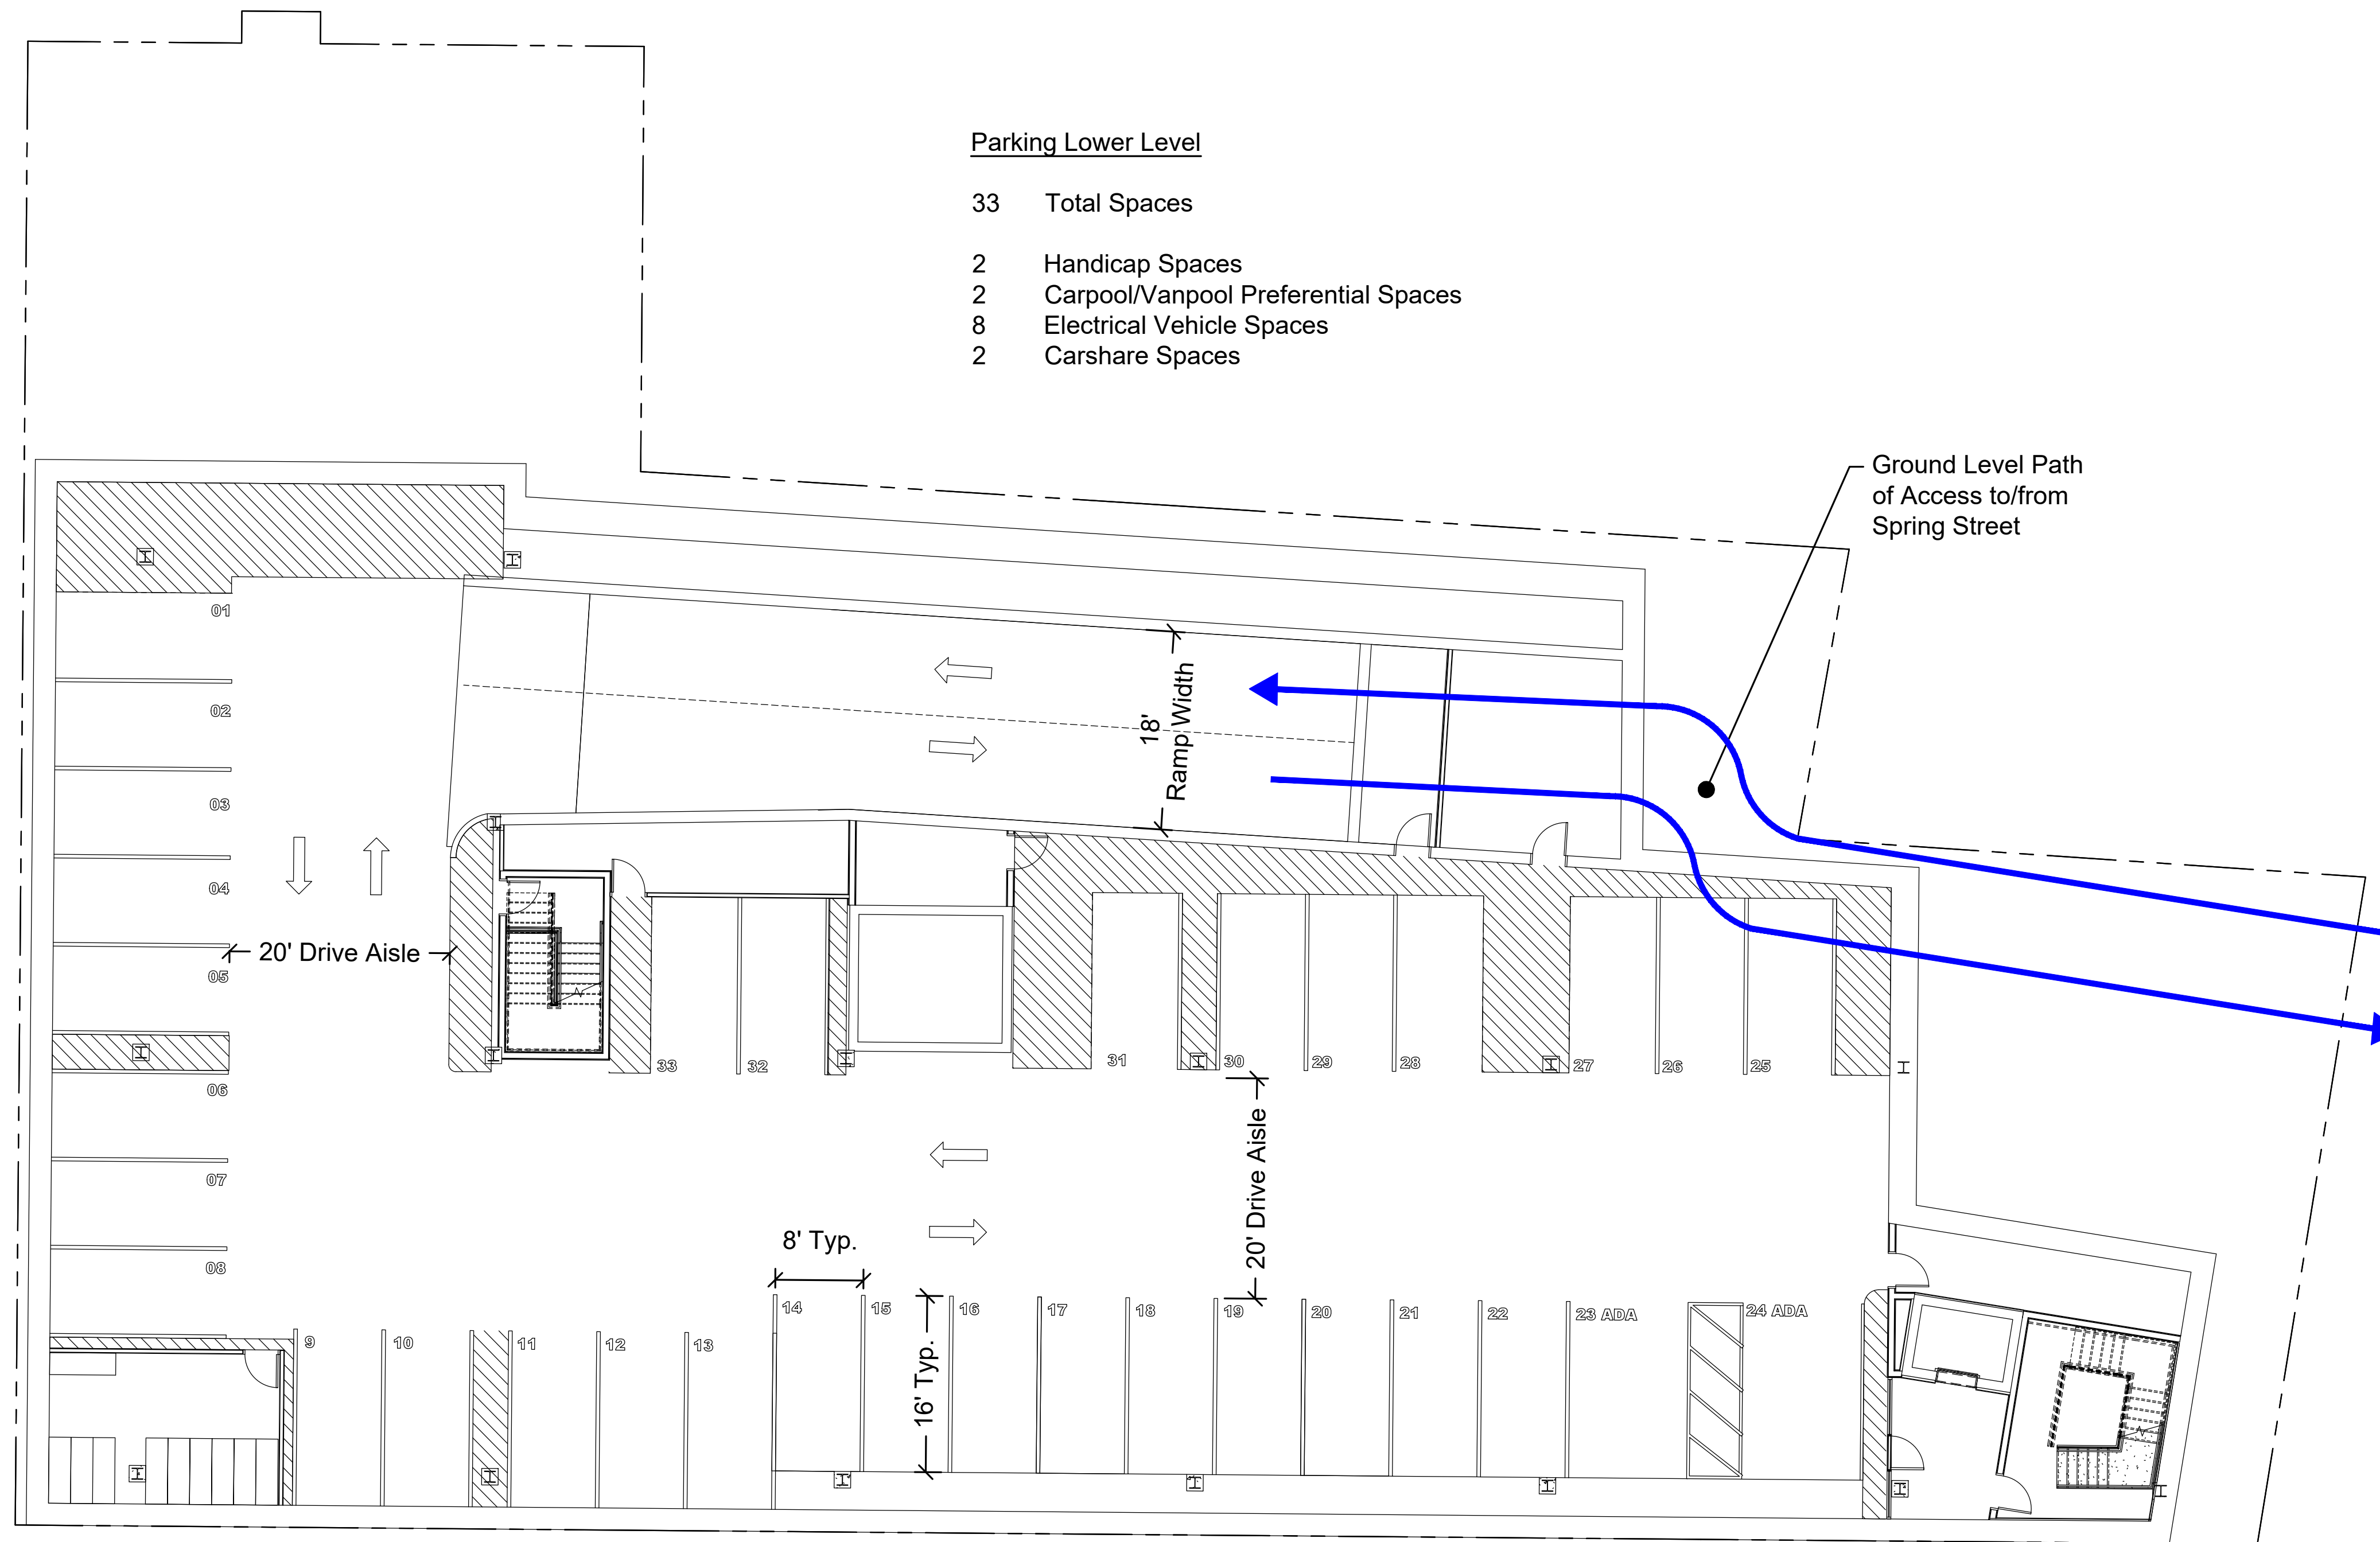 Parking Lower Level
33 Total Spaces
2 Handicap Spaces
2 Carpool/Vanpool Preferential Spaces
8 Electrical Vehicle Spaces
2 Carshare Spaces
Ground Level Path
of Access to/from
Spring Street
18'
Ramp Width
01
02
03
04
05
06
07
08
20' Drive Aisle
33
32
31
30
29
28
27
26
25
20' Drive Aisle
8' Typ.
16' Typ.
9
10
11
12
13
14
15
16
17
18
19
20
21
22
23 ADA
24 ADA